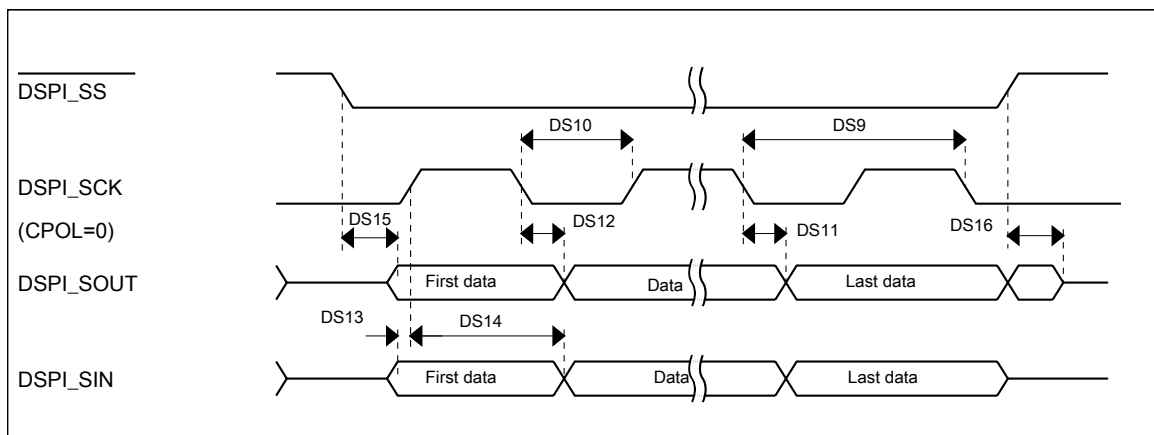 DSPI_SS
DS10
DS9
DSPI_SCK
DS15
DS12
DS11
DS16
(CPOL=0)
DSPI_SOUT
First data
Data
Last data
DS13
DS14
DSPI_SIN
First data
Data
Last data